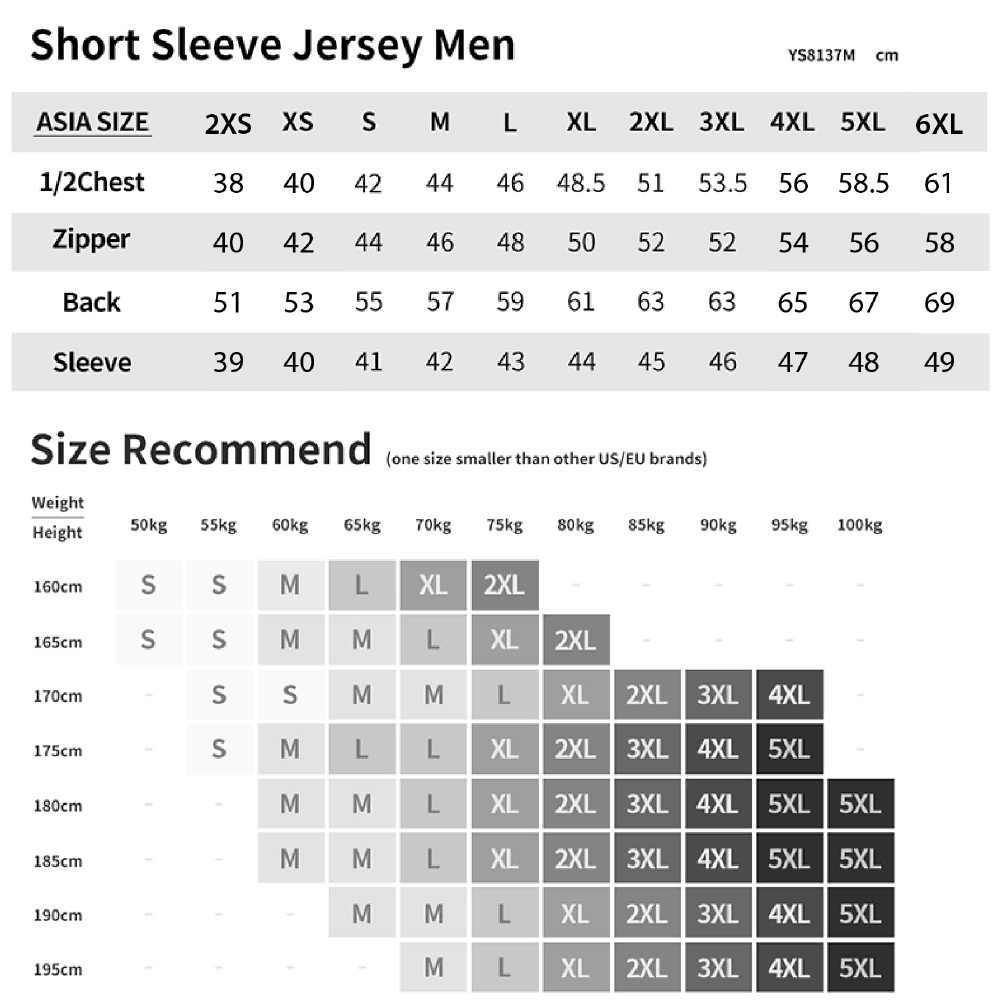 Short Sleeve Jersey Men YS8137M cm
ASIA SIZE 2XS XS S M L XL 2XL 3XL 4XL 5XL 6XL
1/2Chest 38 40 42 44 46 48.5 51 53.5 56 58.5 61
Zipper 40 42 44 46 48 50 52 52 54 56 58
Back 51 53 55 57 59 61 63 63 65 67 69
Sleeve 39 40 41 42 43 44 45 46 47 48 49
Size Recommend (one size smaller than other US/EU brands)
Weight
Height 50kg 55kg 60kg 65kg 70kg 75kg 80kg 85kg 90kg 95kg 100kg
160cm S S M L XL 2XL - - - - -
165cm S S M M L XL 2XL - - - -
170cm - S S M M L XL 2XL 3XL 4XL -
175cm - S M L L XL 2XL 3XL 4XL 5XL -
180cm - - M M L XL 2XL 3XL 4XL 5XL 5XL
185cm - - M M L XL 2XL 3XL 4XL 5XL 5XL
190cm - - - M M L XL 2XL 3XL 4XL 5XL
195cm - - - - M L XL 2XL 3XL 4XL 5XL